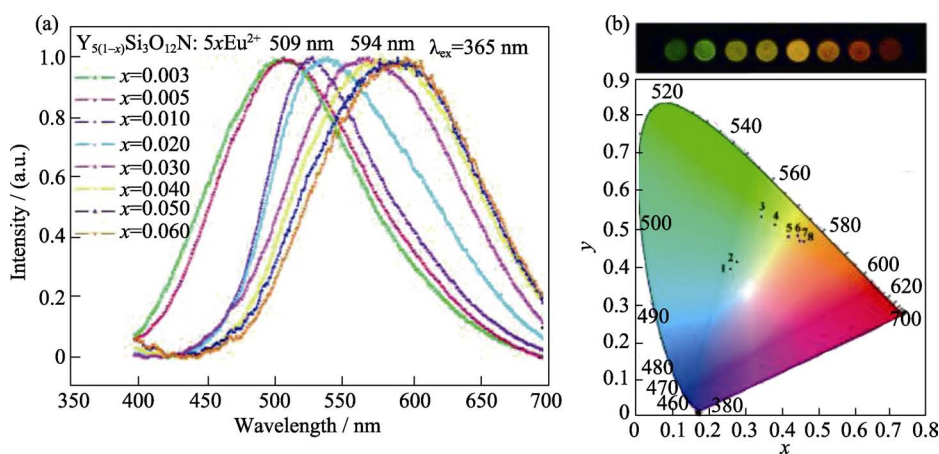 (a)
Y₅₍₁₋ₓ₎Si₃O₁₂N: 5xEu²⁺ 509 nm 594 nm λₑₓ=365 nm
x=0.003
x=0.005
x=0.010
x=0.020
x=0.030
x=0.040
x=0.050
x=0.060
Intensity / (a.u.)
1.0
0.8
0.6
0.4
0.2
0
350 400 450 500 550 600 650 700
Wavelength / nm
(b)
0.9
0.8
0.7
0.6
0.5
0.4
0.3
0.2
0.1
0
y
520
540
560
500
580
600
620
700
490
480
470
460
380
3
4
5 6 7 8
2
1
0 0.1 0.2 0.3 0.4 0.5 0.6 0.7 0.8
x